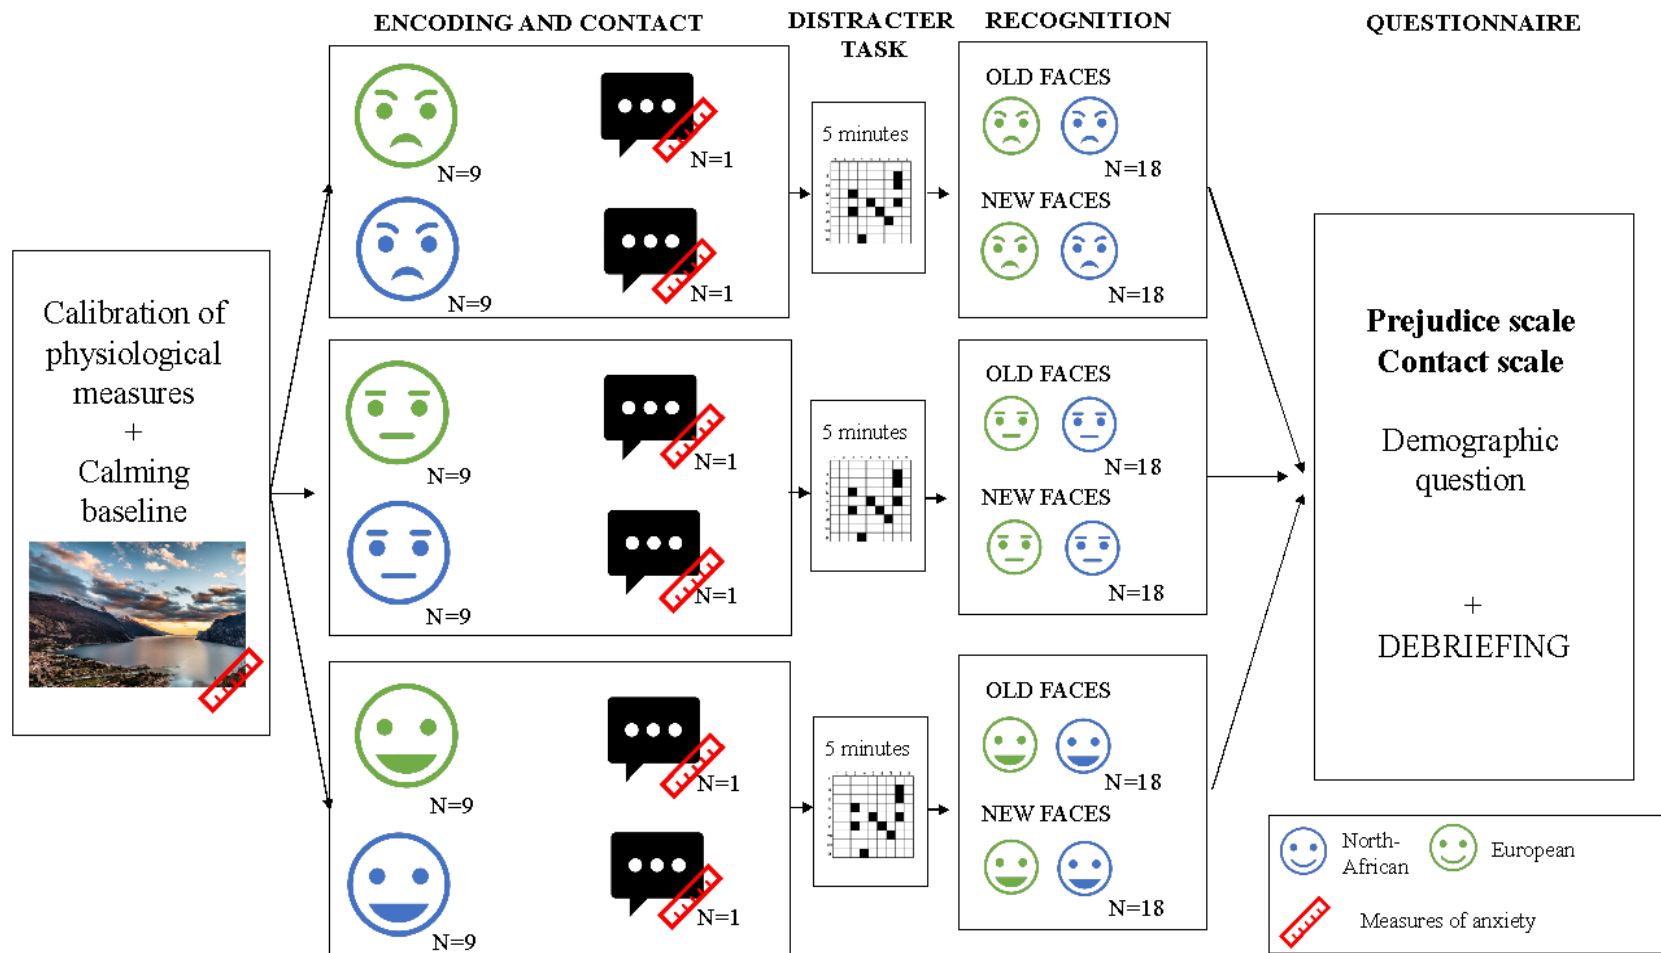 ENCODING AND CONTACT
DISTRACTER
TASK
RECOGNITION
QUESTIONNAIRE
Calibration of
physiological
measures
+
Calming
baseline
N=9
N=1
N=9
N=1
5 minutes
OLD FACES
N=18
NEW FACES
N=18
N=9
N=1
N=9
N=1
5 minutes
OLD FACES
N=18
NEW FACES
N=18
N=9
N=1
N=9
N=1
5 minutes
OLD FACES
N=18
NEW FACES
N=18
Prejudice scale
Contact scale
Demographic
question
+
DEBRIEFING
North-
African
European
Measures of anxiety